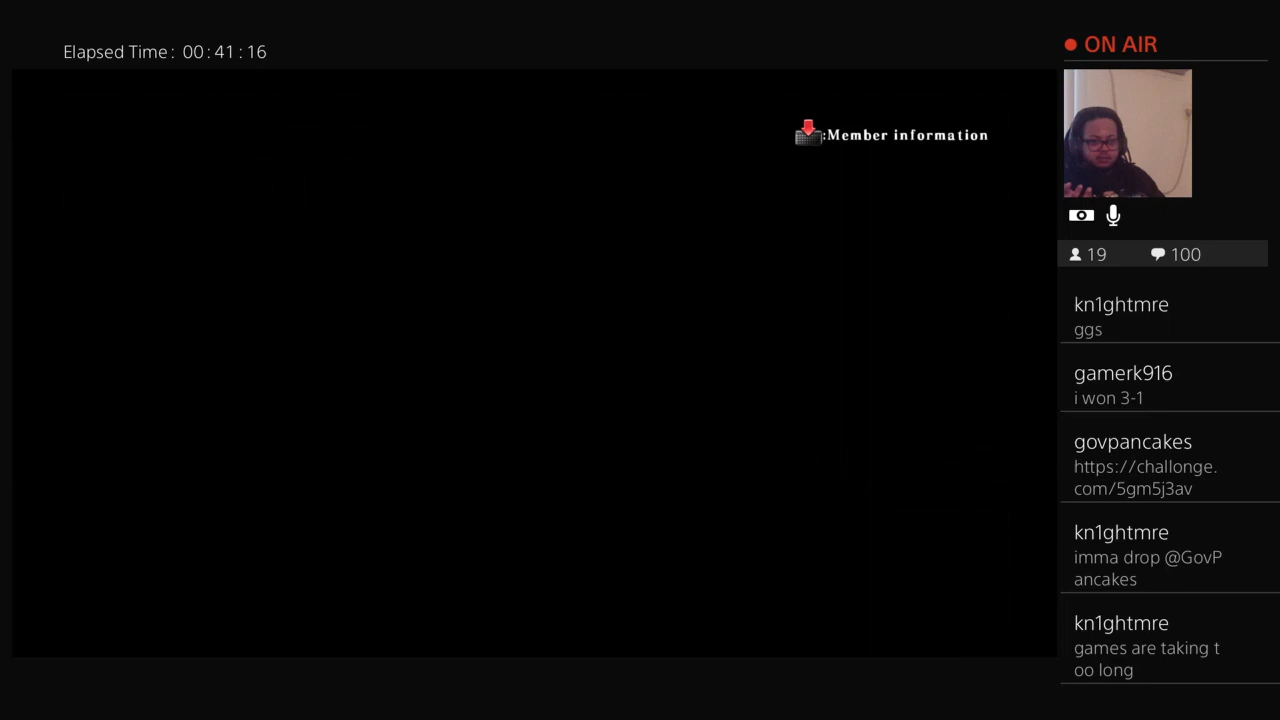 Elapsed Time: 00:41:16
ON AIR
:Member information
19 100
kn1ghtmre
ggs
gamerk916
i won 3-1
govpancakes
https://challonge.
com/5gm5j3av
kn1ghtmre
imma drop @GovP
ancakes
kn1ghtmre
games are taking t
oo long